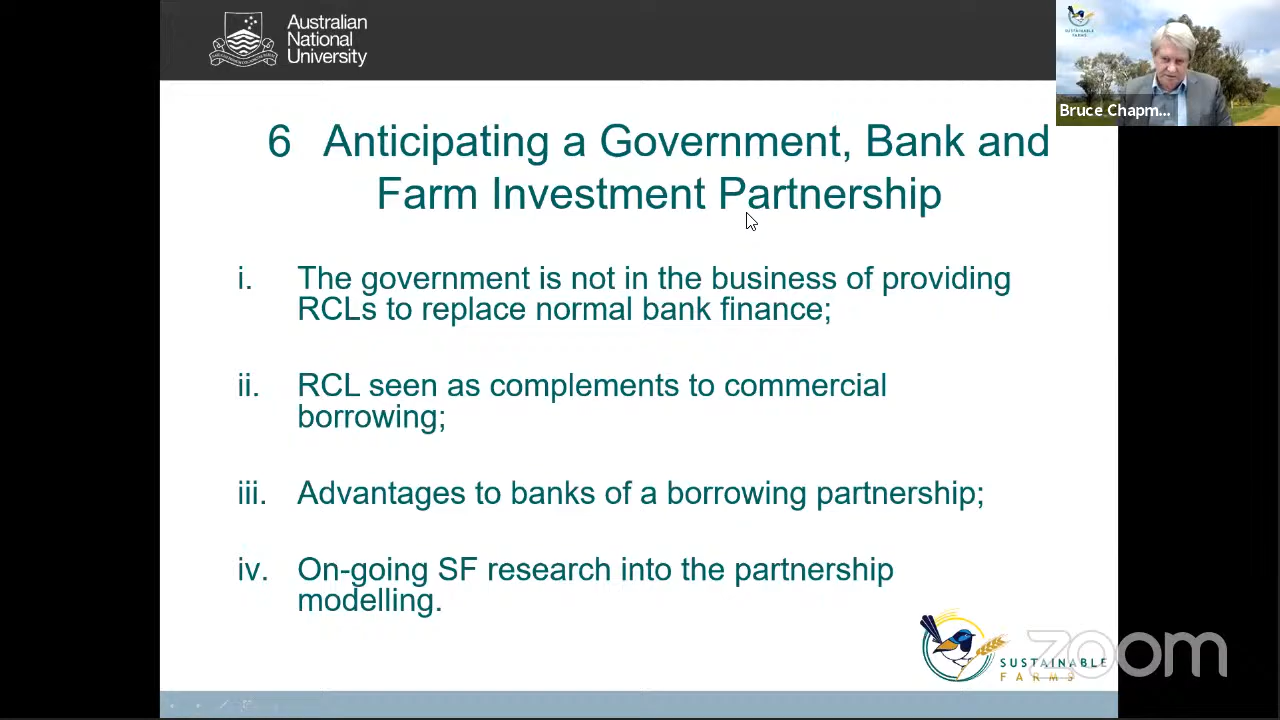 Australian
National
University
SUSTAINABLE
FARMS
Bruce Chapm...
6 Anticipating a Government, Bank and
Farm Investment Partnership
i. The government is not in the business of providing
RCLs to replace normal bank finance;
ii. RCL seen as complements to commercial
borrowing;
iii. Advantages to banks of a borrowing partnership;
iv. On-going SF research into the partnership
modelling.
SUSTAINABLE
FARMS
zoom